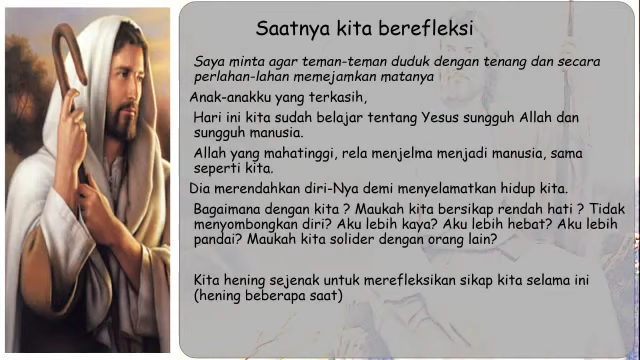 Saatnya kita berefleksi
Saya minta agar teman-teman duduk dengan tenang dan secara
perlahan-lahan memejamkan matanya
Anak-anakku yang terkasih,
Hari ini kita sudah belajar tentang Yesus sungguh Allah dan
sungguh manusia.
Allah yang mahatinggi, rela menjelma menjadi manusia, sama
seperti kita.
Dia merendahkan diri-Nya demi menyelamatkan hidup kita.
Bagaimana dengan kita ? Maukah kita bersikap rendah hati ? Tidak
menyombongkan diri? Aku lebih kaya? Aku lebih hebat? Aku lebih
pandai? Maukah kita solider dengan orang lain?
Kita hening sejenak untuk merefleksikan sikap kita selama ini
(hening beberapa saat)